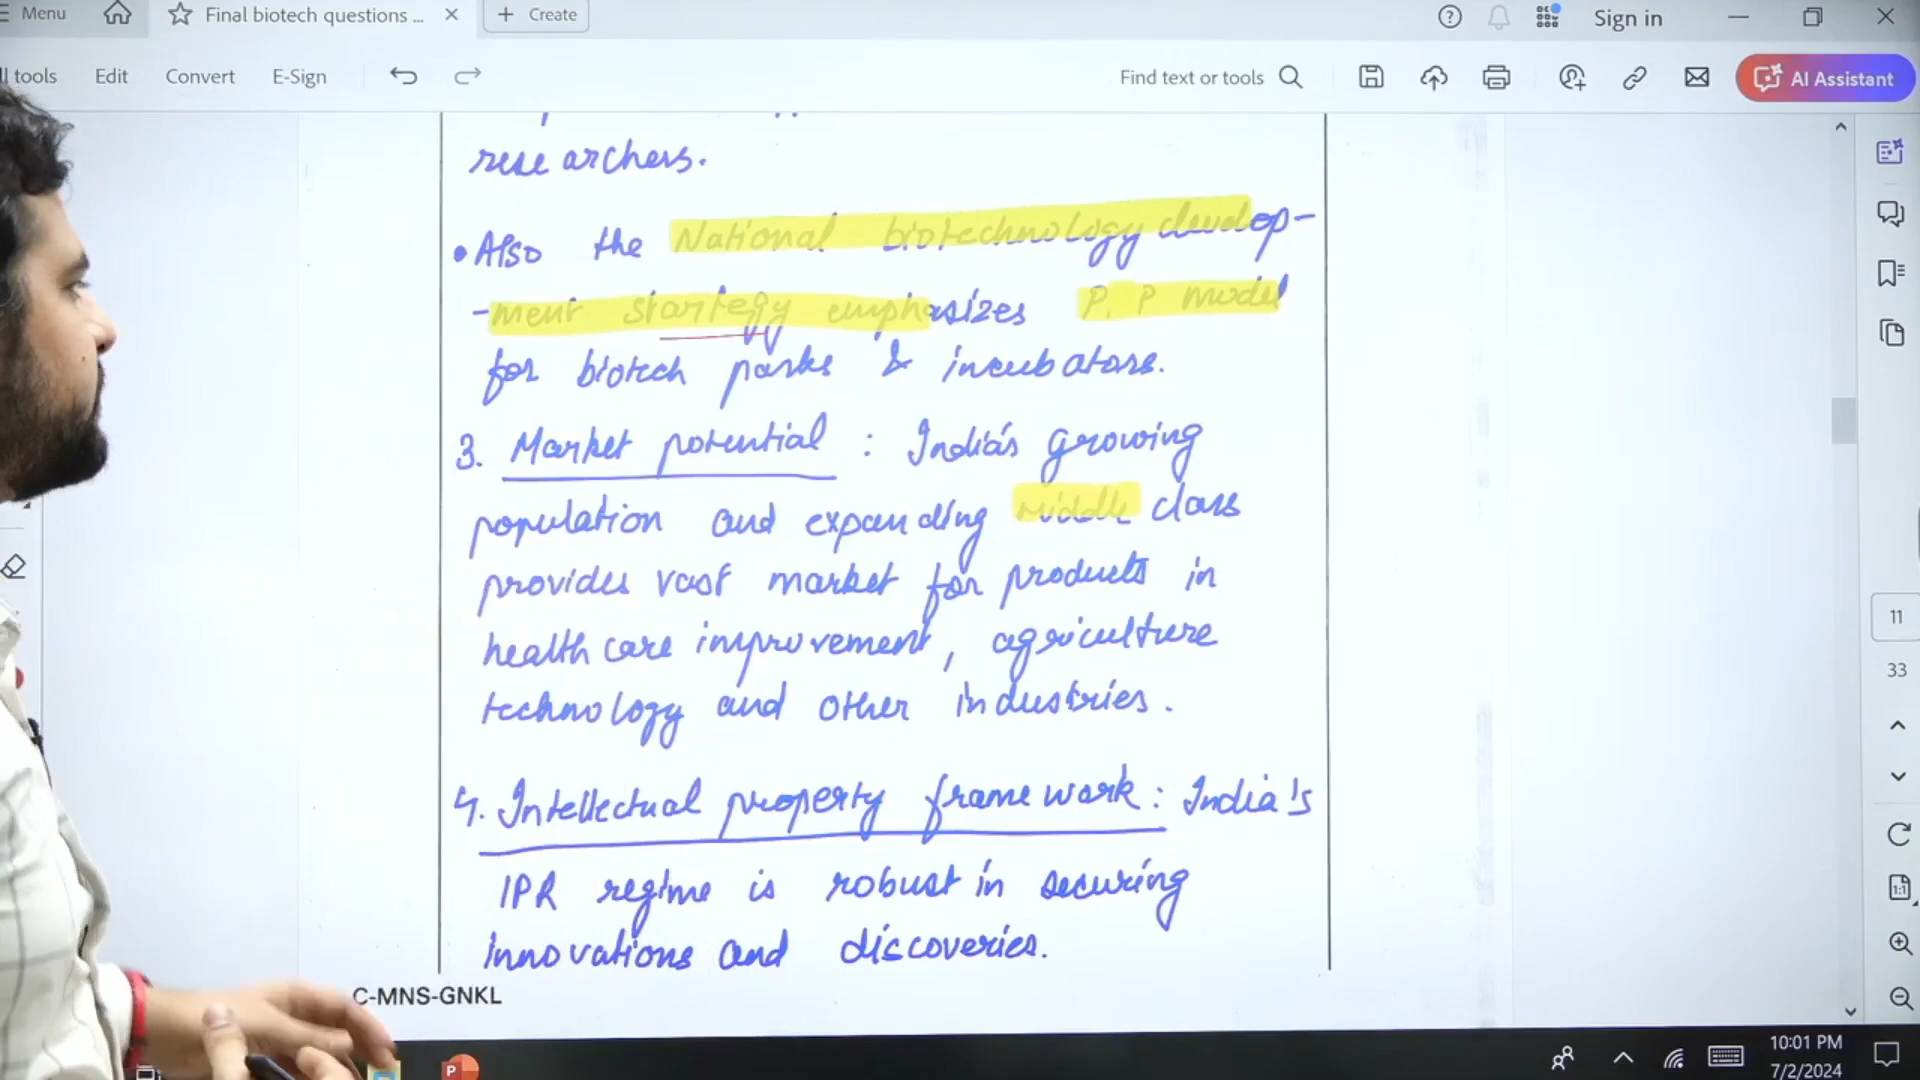 Menu
Final biotech questions ...
Create
Sign in
ll tools
Edit
Convert
E-Sign
Find text or tools
AI Assistant
researchers.
• Also the National biotechnology develop-
-ment startegy emphasizes P.P model
for biotech parks & incubators.
3. Market potential : India's growing
population and expanding middle class
provides vast market for products in
health care improvement, agriculture
technology and other industries.
4. Intellectual property framework : India's
IPR regime is robust in securing
innovations and discoveries.
C-MNS-GNKL
11
33
1:1
P
10:01 PM
7/2/2024